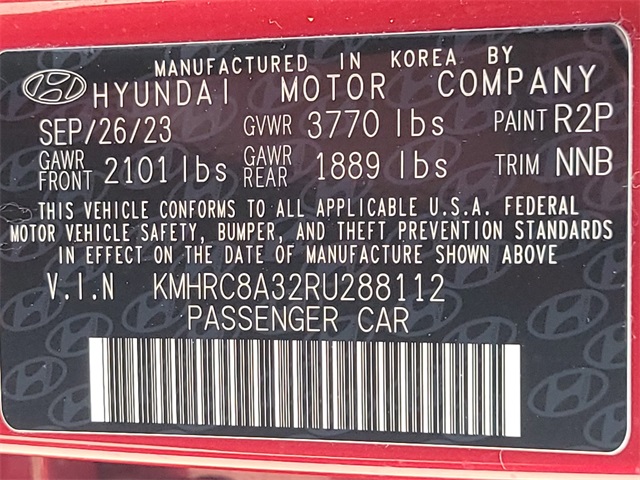 MANUFACTURED IN KOREA BY
HYUNDAI MOTOR COMPANY
SEP/26/23 GVWR 3770 lbs PAINT R2P
GAWR FRONT 2101 lbs GAWR REAR 1889 lbs TRIM NNB
THIS VEHICLE CONFORMS TO ALL APPLICABLE U.S.A. FEDERAL
MOTOR VEHICLE SAFETY, BUMPER, AND THEFT PREVENTION STANDARDS
IN EFFECT ON THE DATE OF MANUFACTURE SHOWN ABOVE
V.I.N KMHRC8A32RU288112
PASSENGER CAR